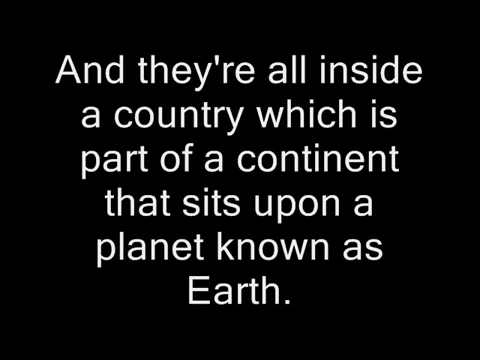 And they're all inside
a country which is
part of a continent
that sits upon a
planet known as
Earth.